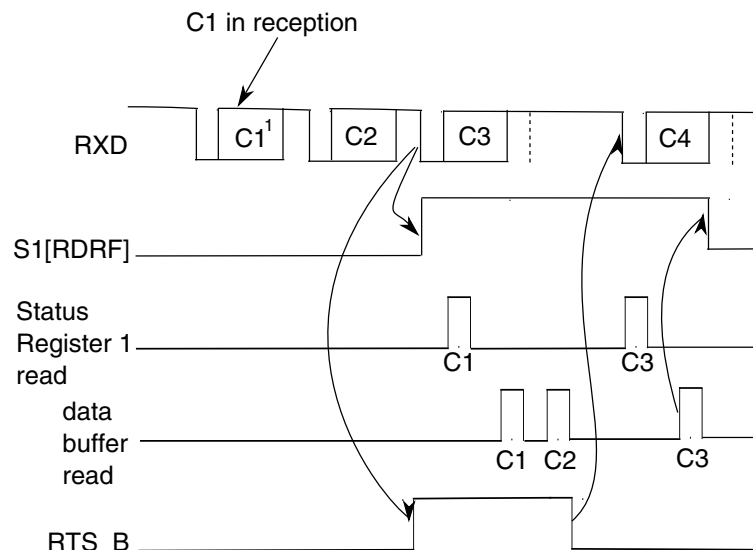 C1 in reception
RXD
C1¹
C2
C3
C4
S1[RDRF]
Status
Register 1
read
C1
C3
data
buffer
read
C1
C2
C3
RTS_B